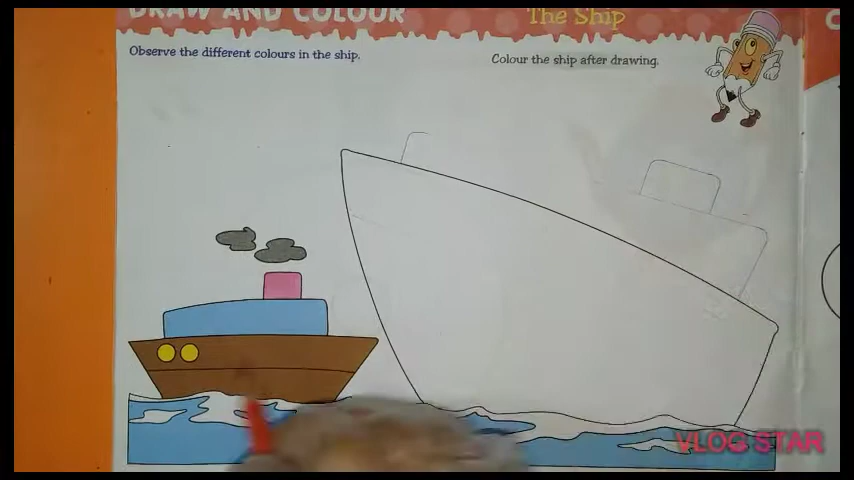 DRAW AND COLOUR
The Ship
Observe the different colours in the ship.
Colour the ship after drawing.
VLOG STAR